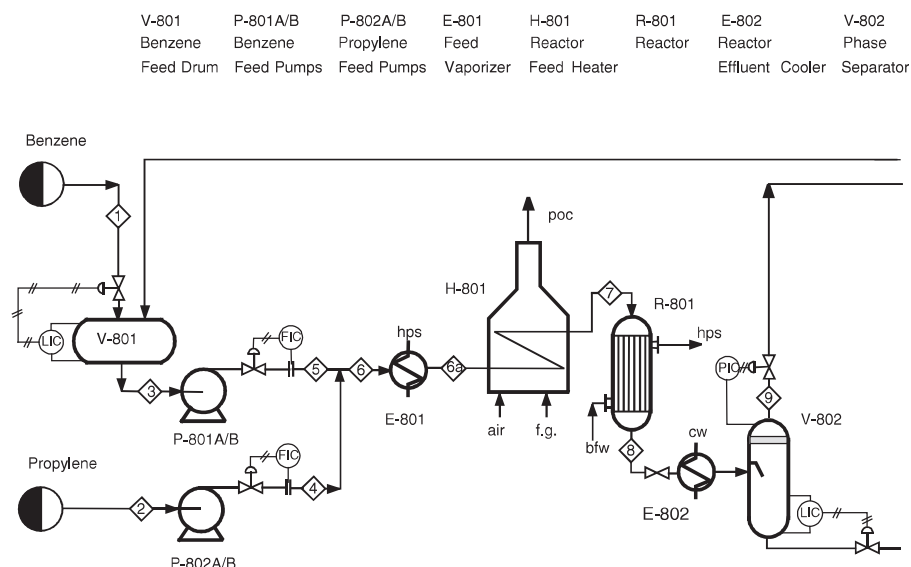 V-801 P-801A/B P-802A/B E-801 H-801 R-801 E-802 V-802
Benzene Benzene Propylene Feed Reactor Reactor Reactor Phase
Feed Drum Feed Pumps Feed Pumps Vaporizer Feed Heater Effluent Cooler Separator
Benzene
1
poc
H-801
7
R-801
hps
LIC
V-801
FIC
hps
PIC
3
5
6
6a
9
E-801
V-802
P-801A/B
air
f.g.
bfw
8
cw
FIC
Propylene
2
4
E-802
LIC
P-802A/B